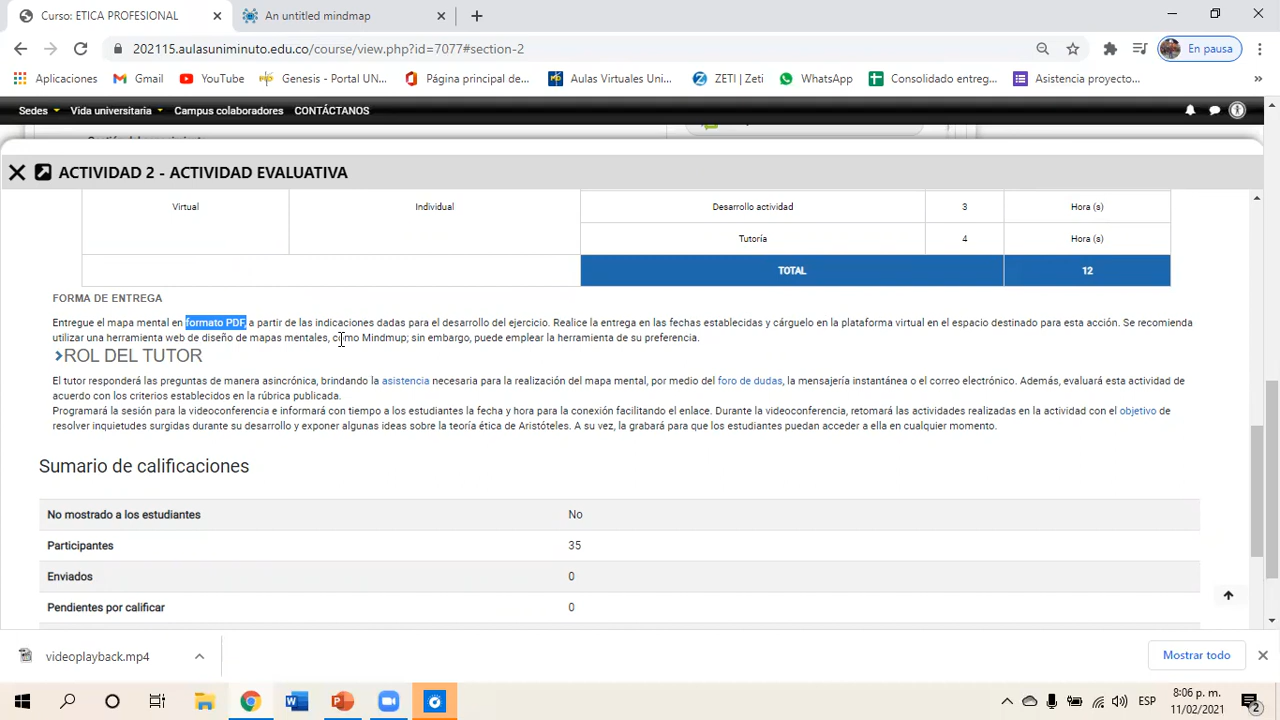 Curso: ETICA PROFESIONAL
An untitled mindmap
202115.aulasuniminuto.edu.co/course/view.php?id=7077#section-2
En pausa
Aplicaciones
Gmail
YouTube
Genesis - Portal UN...
Página principal de...
Aulas Virtuales Uni...
ZETI | Zeti
WhatsApp
Consolidado entreg...
Asistencia proyecto...
»
Sedes
Vida universitaria
Campus colaboradores
CONTÁCTANOS
ACTIVIDAD 2 - ACTIVIDAD EVALUATIVA
Virtual
Individual
Desarrollo actividad
3
Hora (s)
Tutoría
4
Hora (s)
TOTAL
12
FORMA DE ENTREGA
Entregue el mapa mental en formato PDF, a partir de las indicaciones dadas para el desarrollo del ejercicio. Realice la entrega en las fechas establecidas y cárguelo en la plataforma virtual en el espacio destinado para esta acción. Se recomienda
utilizar una herramienta web de diseño de mapas mentales, como Mindmup; sin embargo, puede emplear la herramienta de su preferencia.
ROL DEL TUTOR
El tutor responderá las preguntas de manera asincrónica, brindando la asistencia necesaria para la realización del mapa mental, por medio del foro de dudas, la mensajería instantánea o el correo electrónico. Además, evaluará esta actividad de
acuerdo con los criterios establecidos en la rúbrica publicada.
Programará la sesión para la videoconferencia e informará con tiempo a los estudiantes la fecha y hora para la conexión facilitando el enlace. Durante la videoconferencia, retomará las actividades realizadas en la actividad con el objetivo de
resolver inquietudes surgidas durante su desarrollo y exponer algunas ideas sobre la teoría ética de Aristóteles. A su vez, la grabará para que los estudiantes puedan acceder a ella en cualquier momento.
Sumario de calificaciones
No mostrado a los estudiantes
No
Participantes
35
Enviados
0
Pendientes por calificar
0
videoplayback.mp4
Mostrar todo
ESP
8:06 p. m.
11/02/2021
2